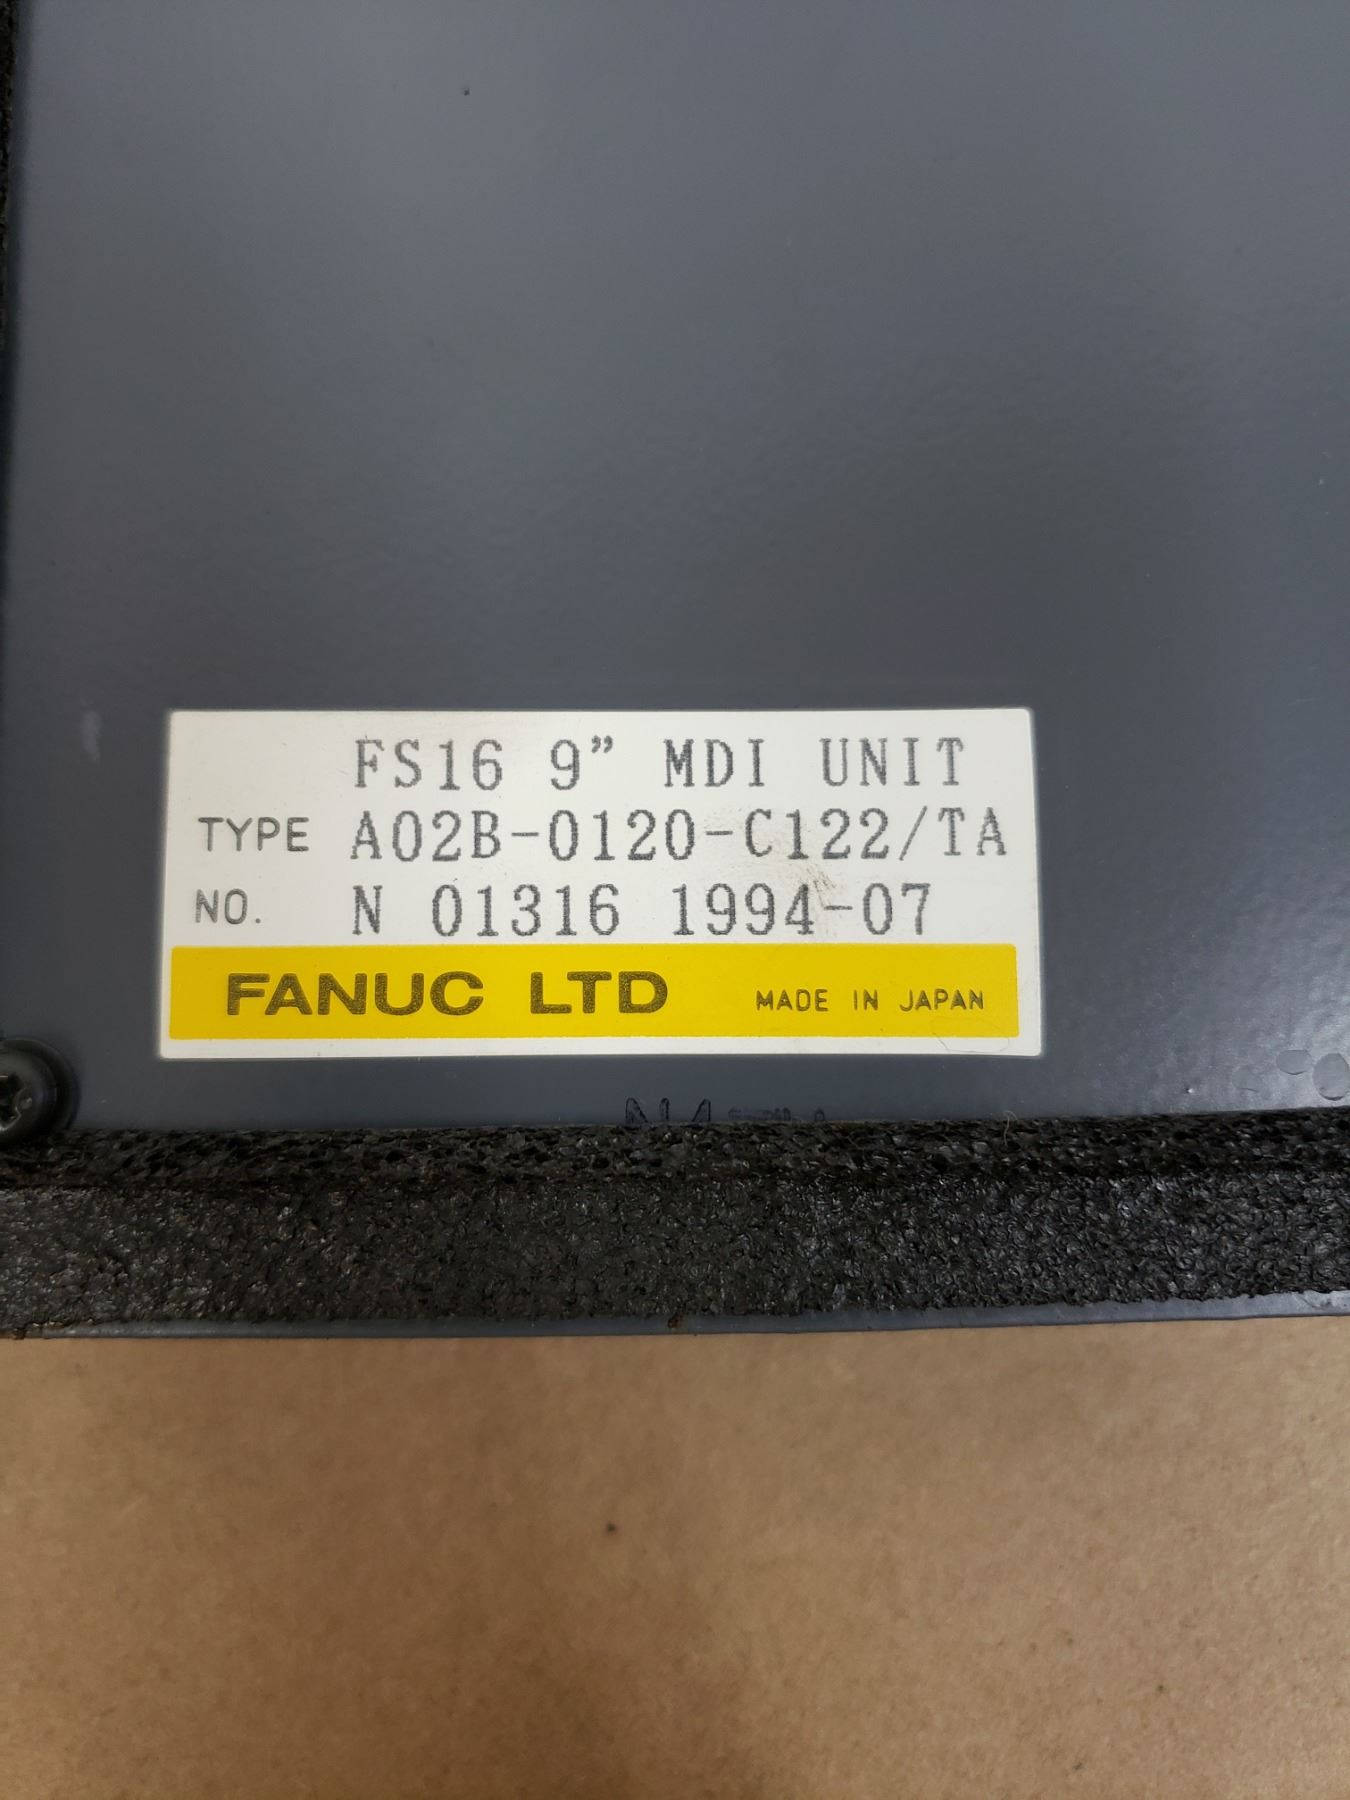 FS16 9” MDI UNIT
TYPE A02B-0120-C122/TA
NO. N 01316 1994-07
FANUC LTD MADE IN JAPAN